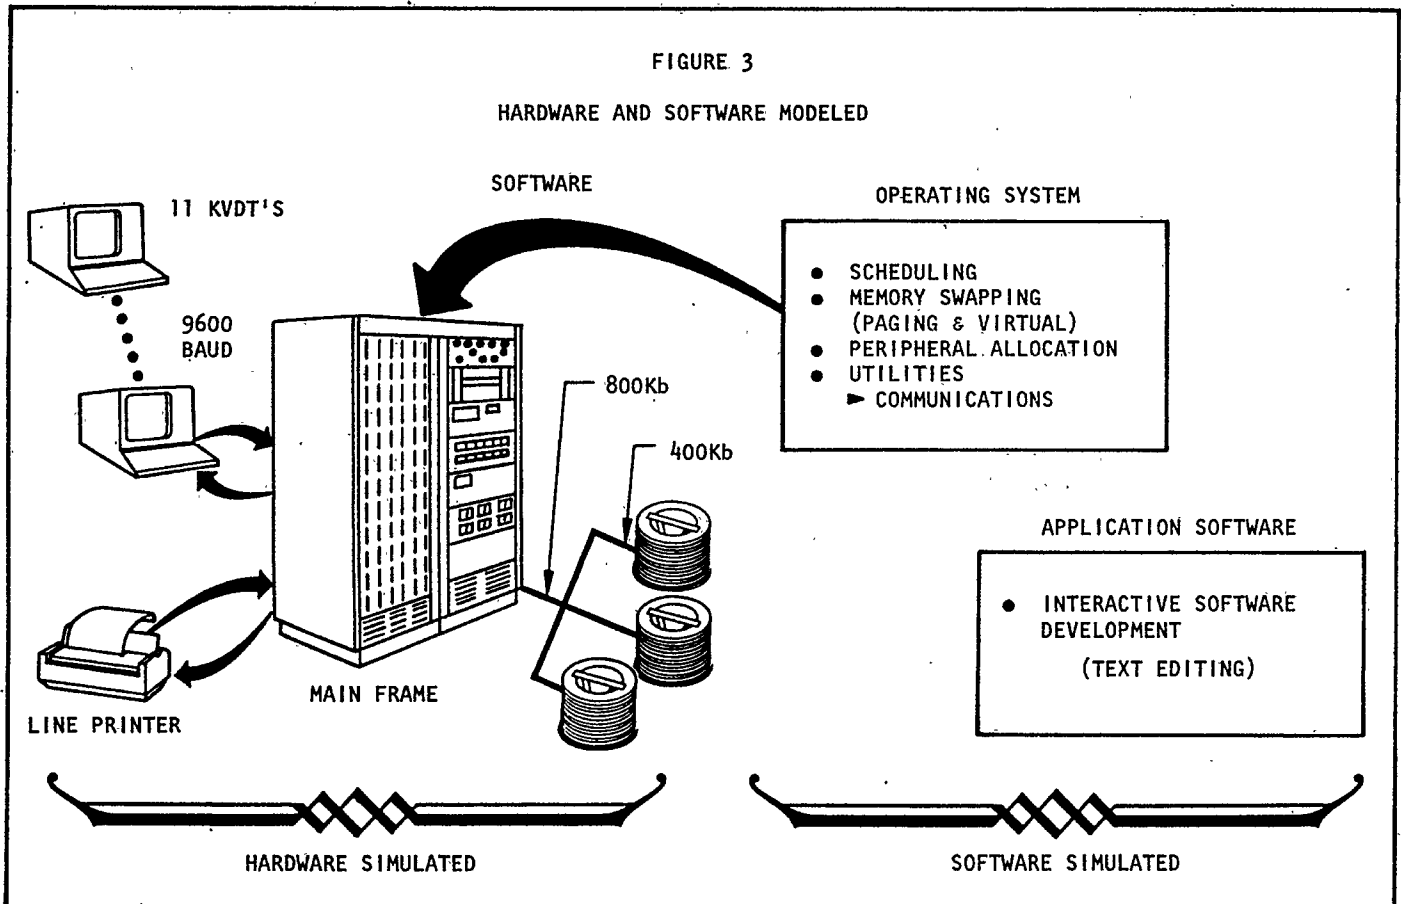 FIGURE 3
HARDWARE AND SOFTWARE MODELED
SOFTWARE
11 KVDT'S
9600
BAUD
800Kb
400Kb
MAIN FRAME
LINE PRINTER
HARDWARE SIMULATED
OPERATING SYSTEM
● SCHEDULING
● MEMORY SWAPPING
(PAGING & VIRTUAL)
● PERIPHERAL ALLOCATION
● UTILITIES
► COMMUNICATIONS
APPLICATION SOFTWARE
● INTERACTIVE SOFTWARE
DEVELOPMENT
(TEXT EDITING)
SOFTWARE SIMULATED